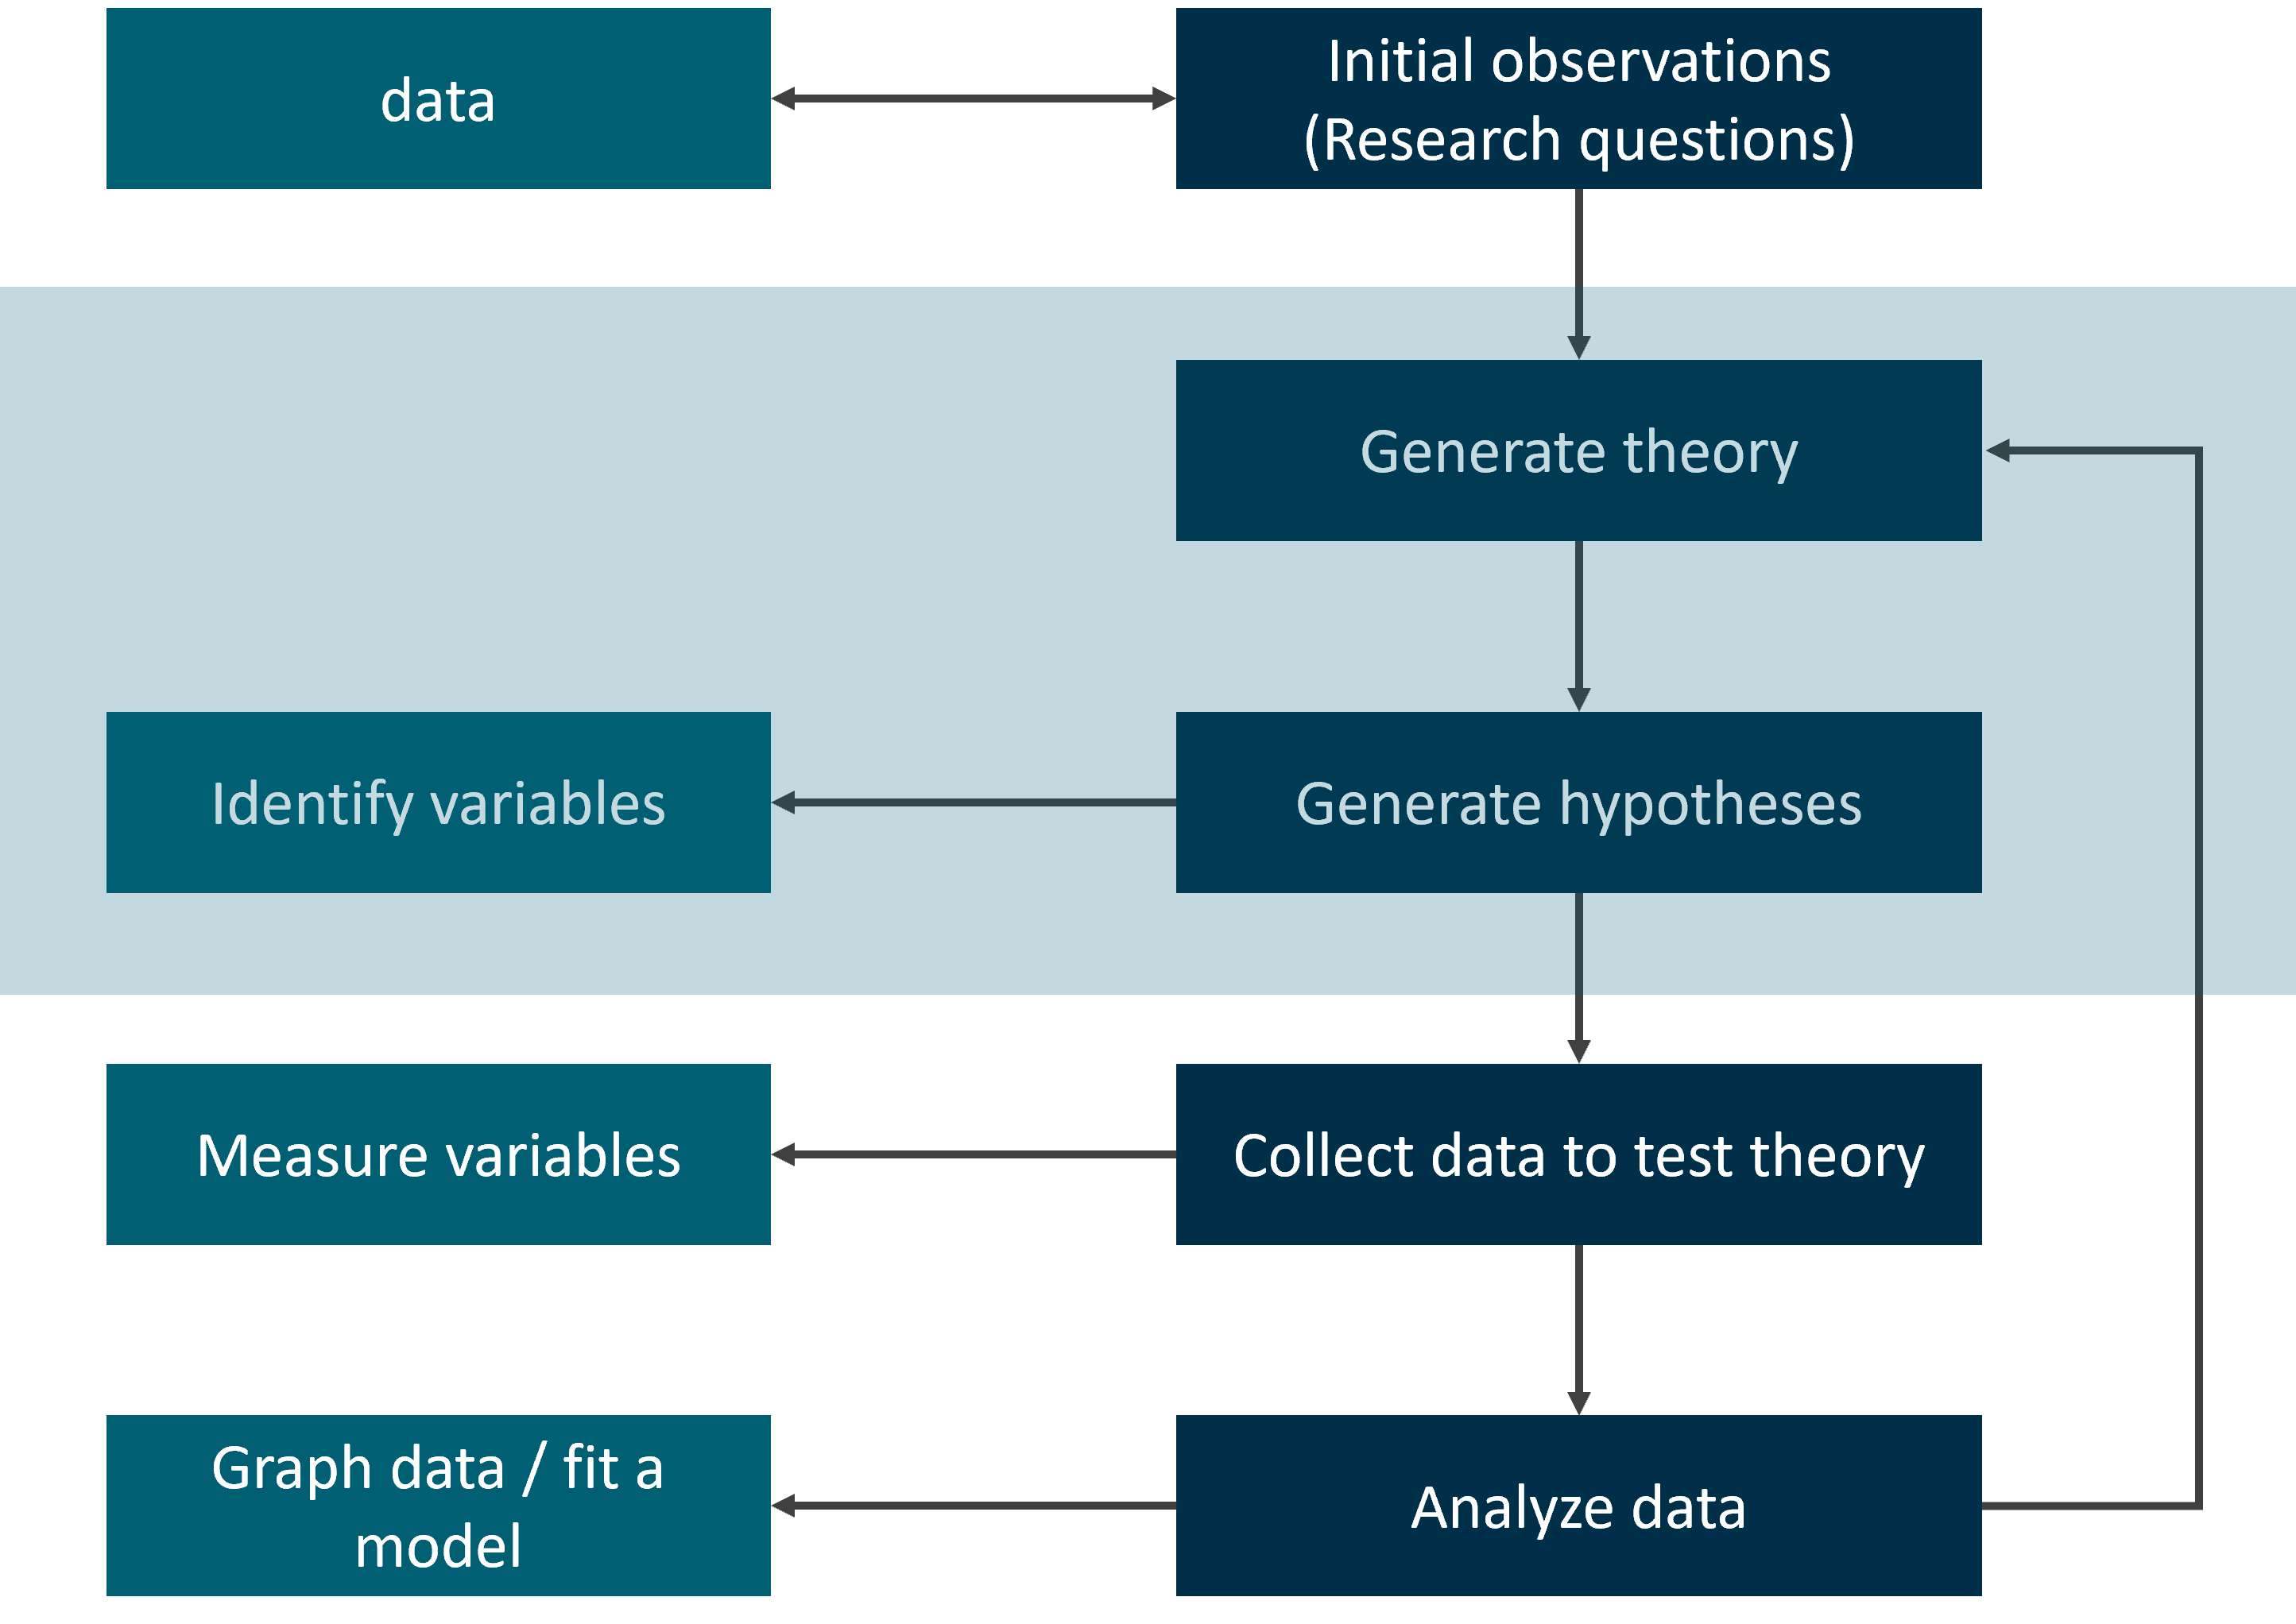 data
Initial observations
(Research questions)
Generate theory
Identify variables
Generate hypotheses
Measure variables
Collect data to test theory
Graph data / fit a
model
Analyze data